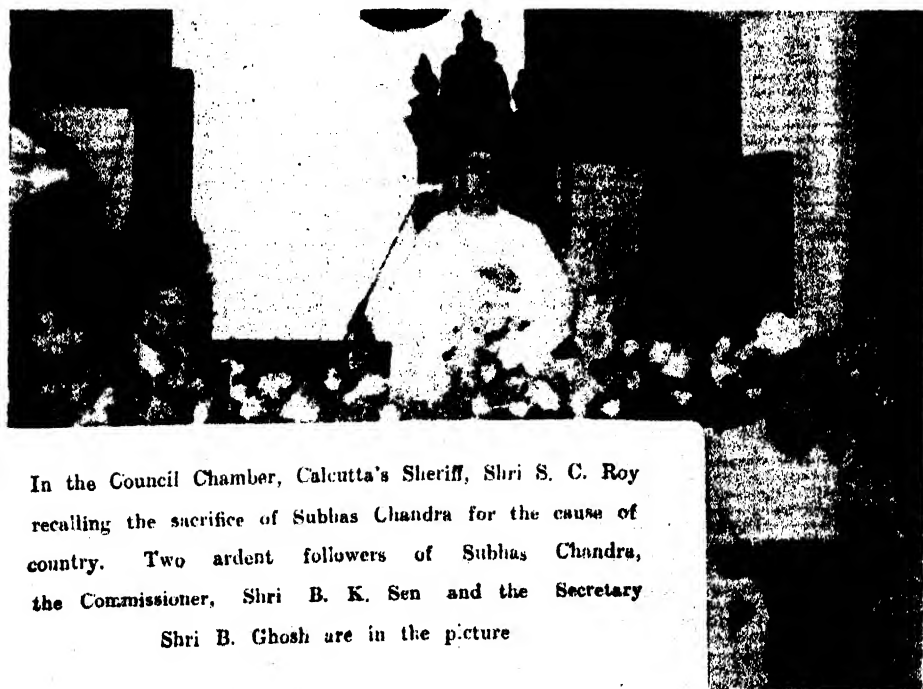 In the Council Chamber, Calcutta's Sheriff, Shri S. C. Roy
recalling the sacrifice of Subhas Chandra for the cause of
country. Two ardent followers of Subhas Chandra,
the Commissioner, Shri B. K. Sen and the Secretary
Shri B. Ghosh are in the picture